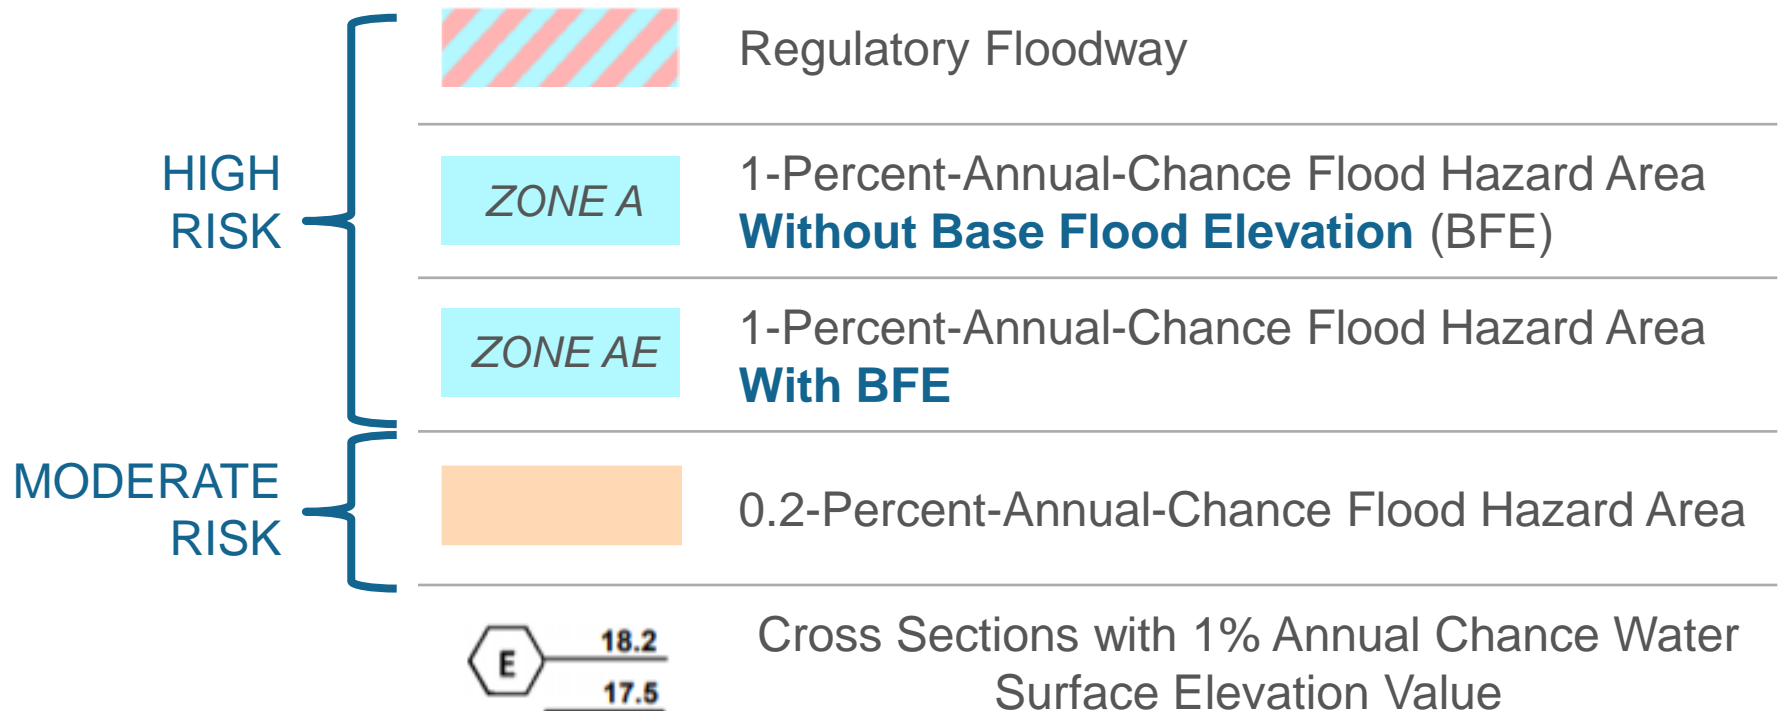 Regulatory Floodway
HIGH
RISK
ZONE A
1-Percent-Annual-Chance Flood Hazard Area
Without Base Flood Elevation (BFE)
ZONE AE
1-Percent-Annual-Chance Flood Hazard Area
With BFE
MODERATE
RISK
0.2-Percent-Annual-Chance Flood Hazard Area
E
18.2
17.5
Cross Sections with 1% Annual Chance Water
Surface Elevation Value